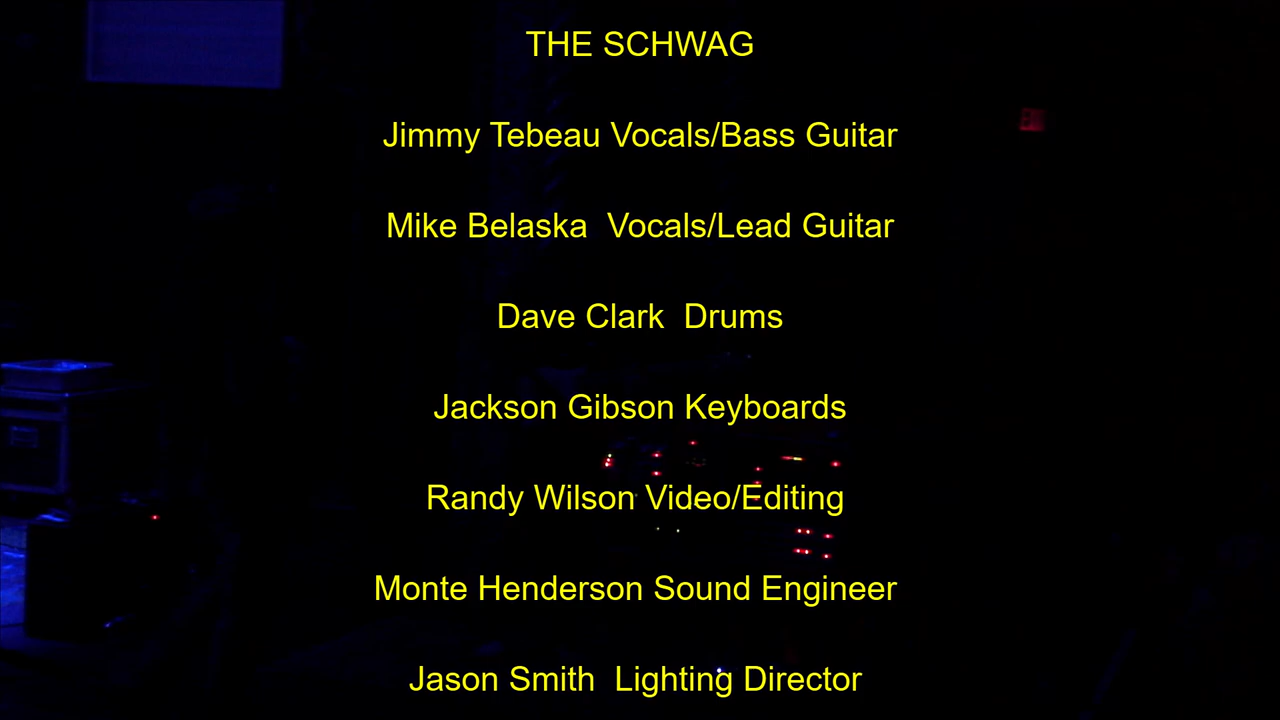 THE SCHWAG
Jimmy Tebeau Vocals/Bass Guitar
Mike Belaska  Vocals/Lead Guitar
Dave Clark  Drums
Jackson Gibson Keyboards
Randy Wilson Video/Editing
Monte Henderson Sound Engineer
Jason Smith  Lighting Director